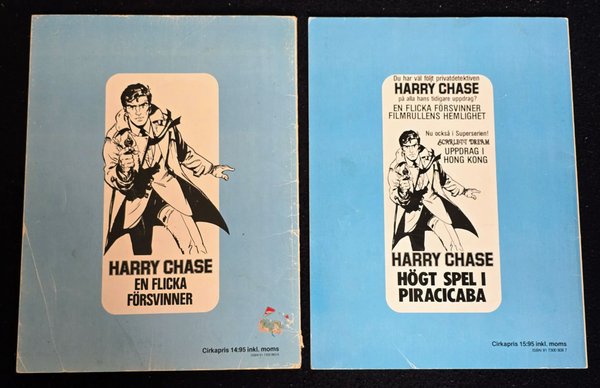 HARRY CHASE
EN FLICKA
FÖRSVINNER
Cirkapris 14:95 inkl. moms
Du har väl följt privatdetektiven
HARRY CHASE
på alla hans tidigare uppdrag?
EN FLICKA FÖRSVINNER
FILMRULLENS HEMLIGHET
Nu också i Superserien!
SCARLETT DREAM
UPPDRAG I
HONG KONG
HARRY CHASE
HÖGT SPEL I
PIRACICABA
Cirkapris 15:95 inkl. moms